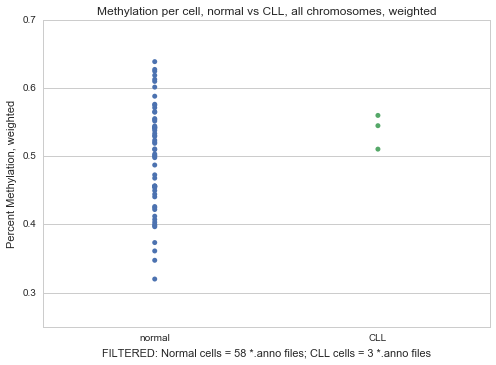 Methylation per cell, normal vs CLL, all chromosomes, weighted
0.7
0.6
0.5
0.4
0.3
Percent Methylation, weighted
normal
CLL
FILTERED: Normal cells = 58 *.anno files; CLL cells = 3 *.anno files